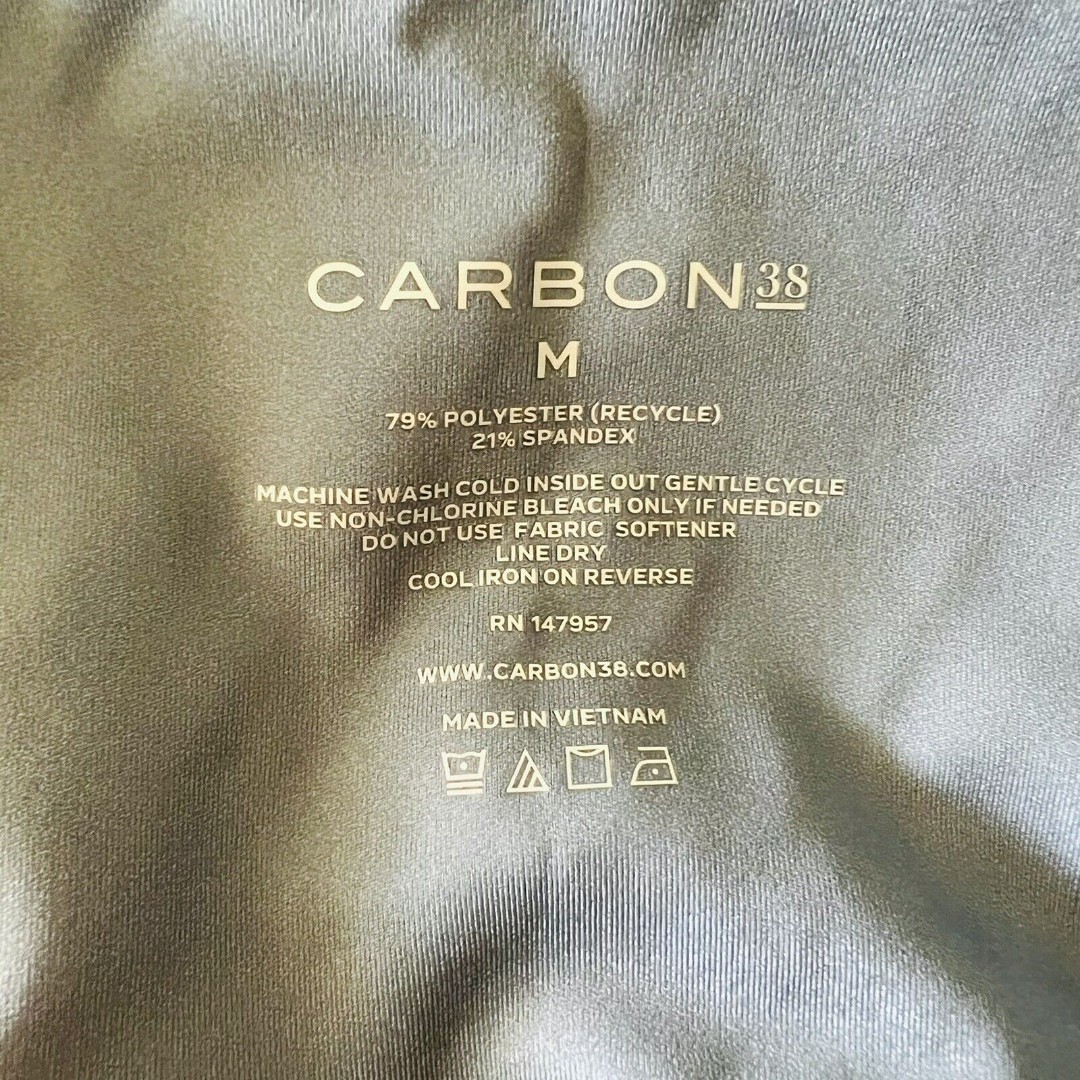 CARBON38
M
79% POLYESTER (RECYCLE)
21% SPANDEX
MACHINE WASH COLD INSIDE OUT GENTLE CYCLE
USE NON-CHLORINE BLEACH ONLY IF NEEDED
DO NOT USE FABRIC SOFTENER
LINE DRY
COOL IRON ON REVERSE
RN 147957
WWW.CARBON38.COM
MADE IN VIETNAM